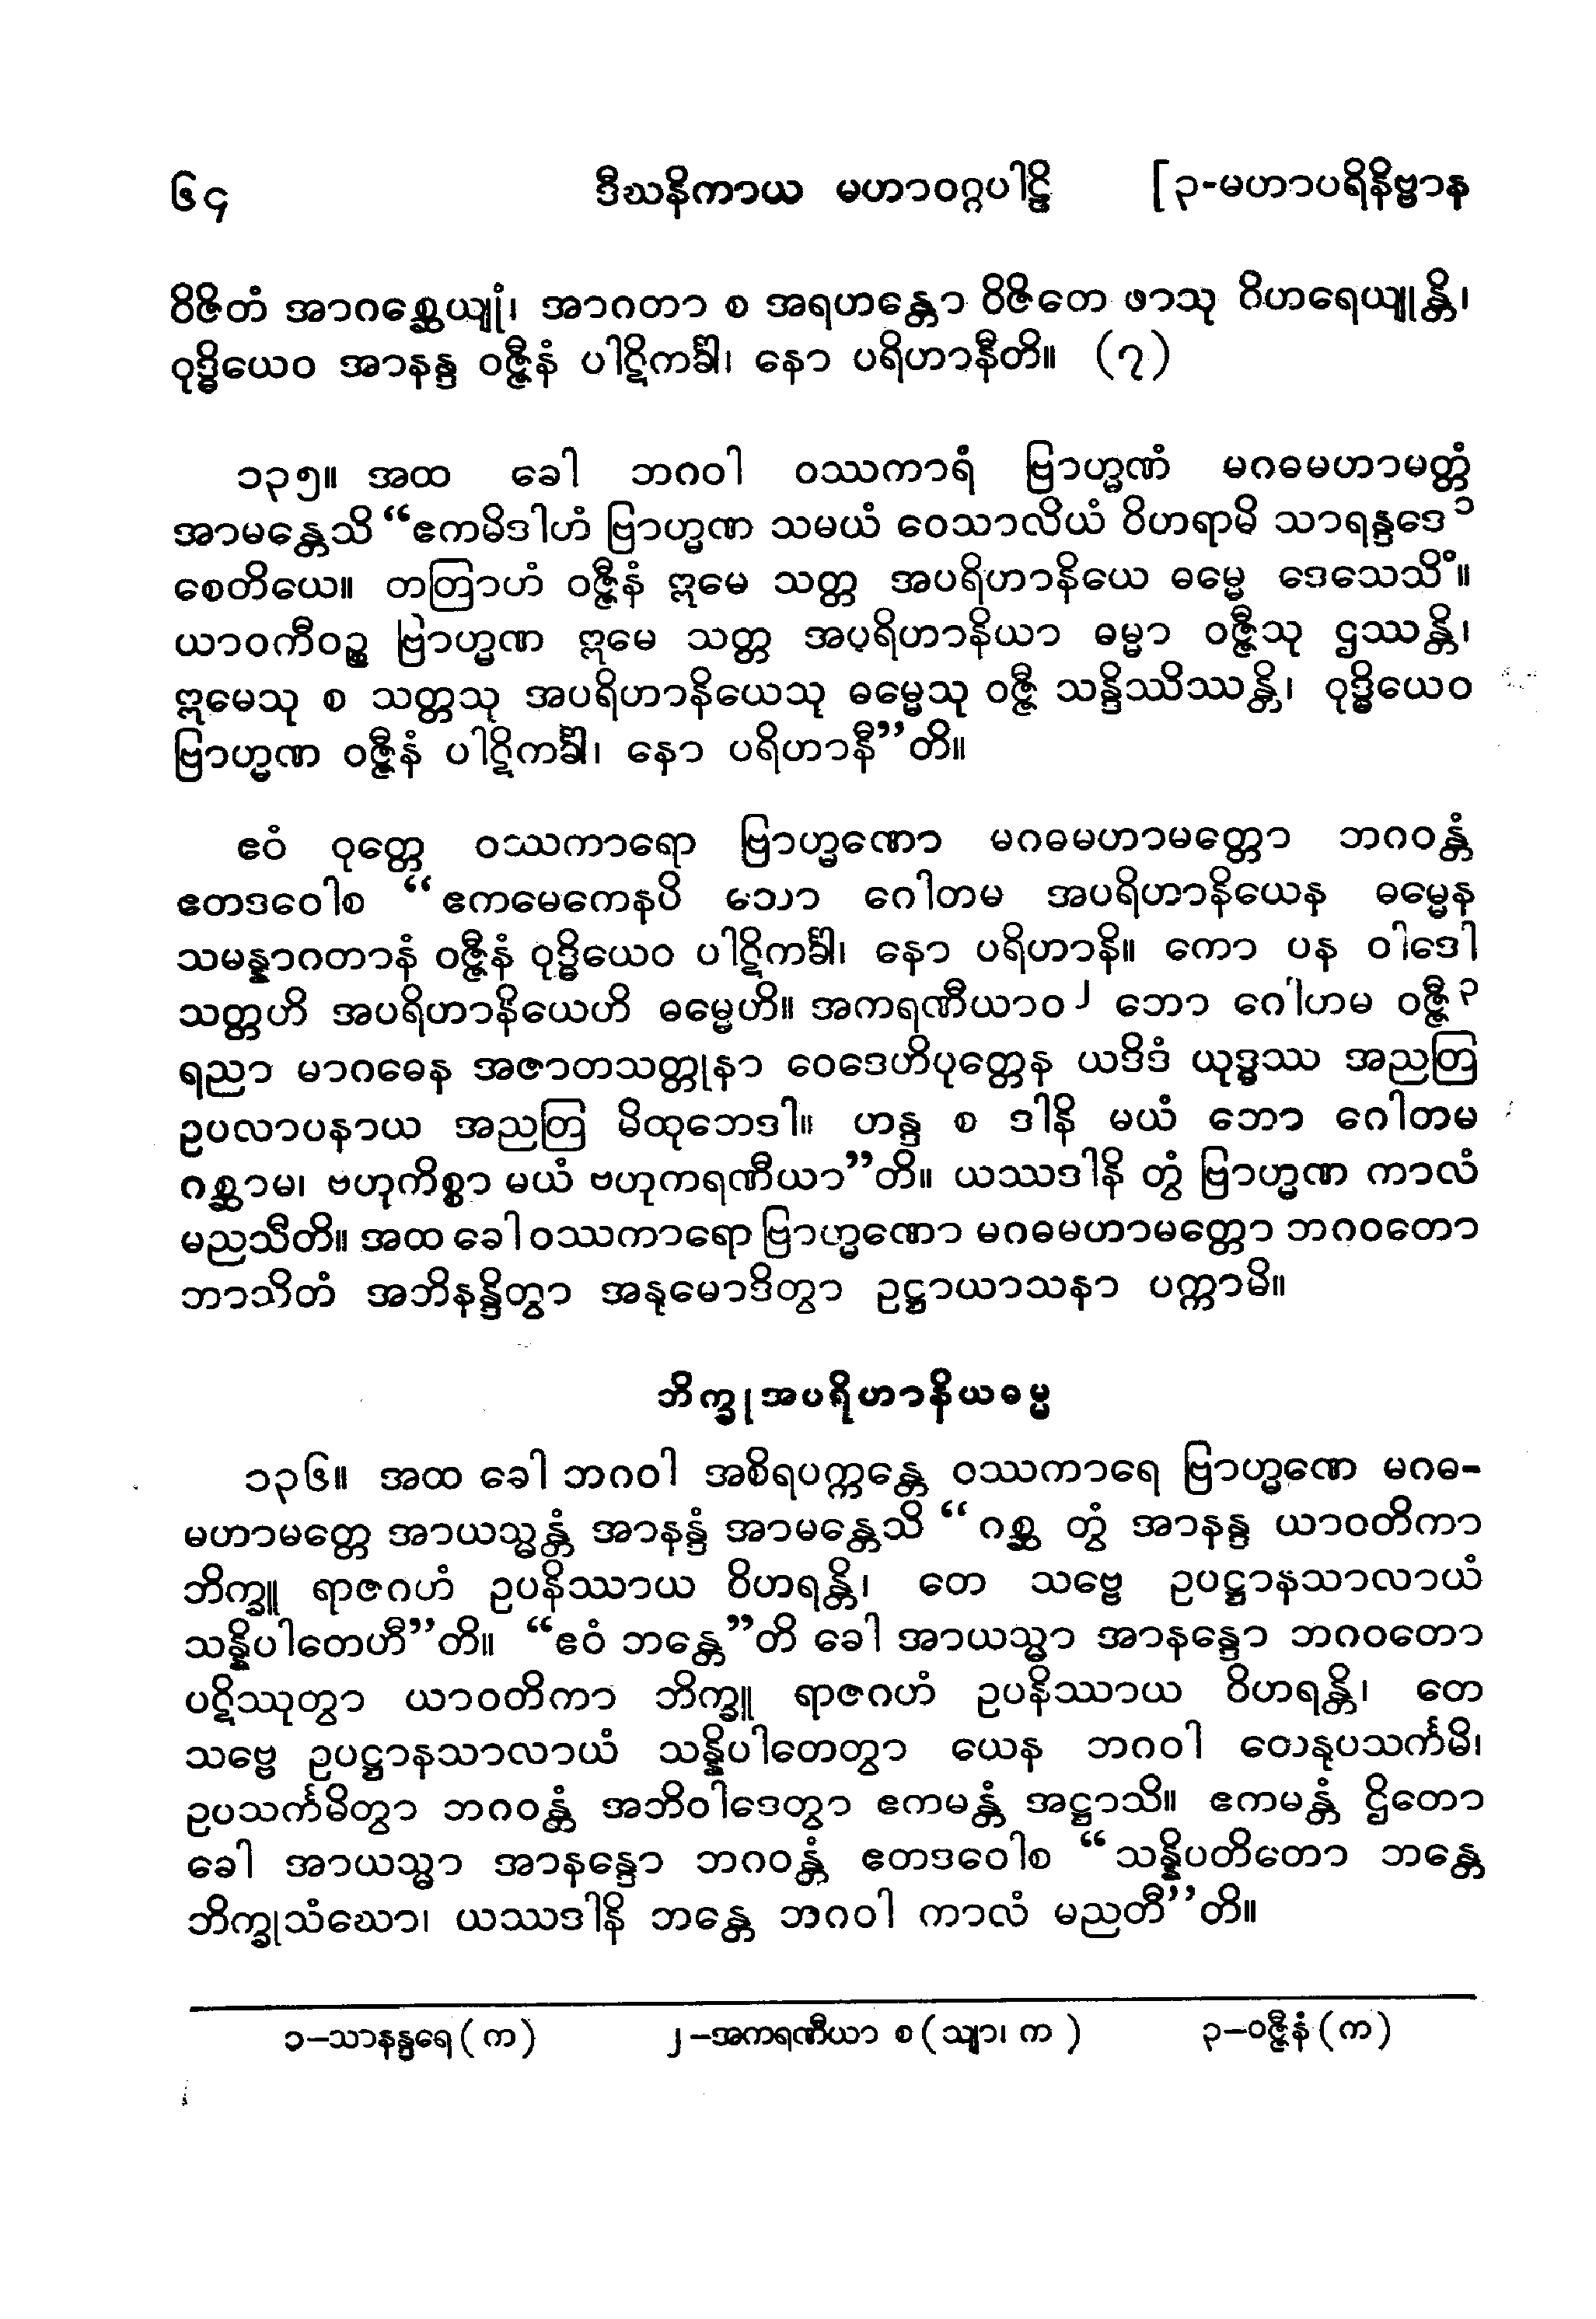 ၆၄ ဒီဃနိကာယ မဟာဝဂ္ဂပါဠိ [၃-မဟာပရိနိဗ္ဗာန
ဝိဇိတံ အာဂစ္ဆေယျုံ၊ အာဂတာ စ အရဟန္တော ဝိဇိတေ ဖာသု ဝိဟရေယျုန္တိ၊
ဝုဒ္ဓိယေဝ အာနန္ဒ ဝဇ္ဇီနံ ပါဋိကင်္ခါ၊ နော ပရိဟာနီတိ။ (၇)
၁၃၅။ အထ ခေါ ဘဂဝါ ဝဿကာရံ ဗြာဟ္မဏံ မဂဓမဟာမတ္တံ
အာမန္တေသိ “ဧကမိဒါဟံ ဗြာဟ္မဏ သမယံ ဝေသာလိယံ ဝိဟရာမိ သာရန္ဒဒေ၁
စေတိယေ။ တတြာဟံ ဝဇ္ဇီနံ ဣမေ သတ္တ အပရိဟာနိယေ ဓမ္မေ ဒေသေသိံ။
ယာဝကီဝဉ္စ ဗြာဟ္မဏ ဣမေ သတ္တ အပရိဟာနိယာ ဓမ္မာ ဝဇ္ဇီသု ဌဿန္တိ၊
ဣမေသု စ သတ္တသု အပရိဟာနိယေသု ဓမ္မေသု ဝဇ္ဇီ သန္ဒိဿိဿန္တိ၊ ဝုဒ္ဓိယေဝ
ဗြာဟ္မဏ ဝဇ္ဇီနံ ပါဋိကင်္ခါ၊ နော ပရိဟာနီ”တိ။
ဧဝံ ဝုတ္တေ ဝဿကာရော ဗြာဟ္မဏော မဂဓမဟာမတ္တော ဘဂဝန္တံ
ဧတဒဝေါစ “ဧကမေကေနပိ ဘော ဂေါတမ အပရိဟာနိယေန ဓမ္မေန
သမန္နာဂတာနံ ဝဇ္ဇီနံ ဝုဒ္ဓိယေဝ ပါဋိကင်္ခါ၊ နော ပရိဟာနိ။ ကော ပန ဝါဒေါ
သတ္တဟိ အပရိဟာနိယေဟိ ဓမ္မေဟိ။ အကရဏီယာဝ၂ ဘော ဂေါတမ ဝဇ္ဇီ၃
ရညာ မာဂဓေန အဇာတသတ္တုနာ ဝေဒေဟိပုတ္တေန ယဒိဒံ ယုဒ္ဓဿ အညတြ
ဥပလာပနာယ အညတြ မိထုဘေဒါ။ ဟန္ဒ စ ဒါနိ မယံ ဘော ဂေါတမ
ဂစ္ဆာမ၊ ဗဟုကိစ္စာ မယံ ဗဟုကရဏီယာ”တိ။ ယဿဒါနိ တွံ ဗြာဟ္မဏ ကာလံ
မညသီတိ။ အထ ခေါ ဝဿကာရော ဗြာဟ္မဏော မဂဓမဟာမတ္တော ဘဂဝတော
ဘာသိတံ အဘိနန္ဒိတွာ အနုမောဒိတွာ ဥဋ္ဌာယာသနာ ပက္ကာမိ။
ဘိက္ခုအပရိဟာနိယဓမ္မ
၁၃၆။ အထ ခေါ ဘဂဝါ အစိရပက္ကန္တေ ဝဿကာရေ ဗြာဟ္မဏေ မဂဓ-
မဟာမတ္တေ အာယသ္မန္တံ အာနန္ဒံ အာမန္တေသိ “ဂစ္ဆ တွံ အာနန္ဒ ယာဝတိကာ
ဘိက္ခူ ရာဇဂဟံ ဥပနိဿာယ ဝိဟရန္တိ၊ တေ သဗ္ဗေ ဥပဋ္ဌာနသာလာယံ
သန္နိပါတေဟီ”တိ။ “ဧဝံ ဘန္တေ”တိ ခေါ အာယသ္မာ အာနန္ဒော ဘဂဝတော
ပဋိဿုတွာ ယာဝတိကာ ဘိက္ခူ ရာဇဂဟံ ဥပနိဿာယ ဝိဟရန္တိ၊ တေ
သဗ္ဗေ ဥပဋ္ဌာနသာလာယံ သန္နိပါတေတွာ ယေန ဘဂဝါ တေနုပသင်္ကမိ၊
ဥပသင်္ကမိတွာ ဘဂဝန္တံ အဘိဝါဒေတွာ ဧကမန္တံ အဋ္ဌာသိ။ ဧကမန္တံ ဌိတော
ခေါ အာယသ္မာ အာနန္ဒော ဘဂဝန္တံ ဧတဒဝေါစ “သန္နိပတိတော ဘန္တေ
ဘိက္ခုသံဃော၊ ယဿဒါနိ ဘန္တေ ဘဂဝါ ကာလံ မညတီ”တိ။
၁–သာနန္ဒရေ (က) ၂–အကရဏီယာ စ (သျာ၊ က) ၃–ဝဇ္ဇီနံ (က)